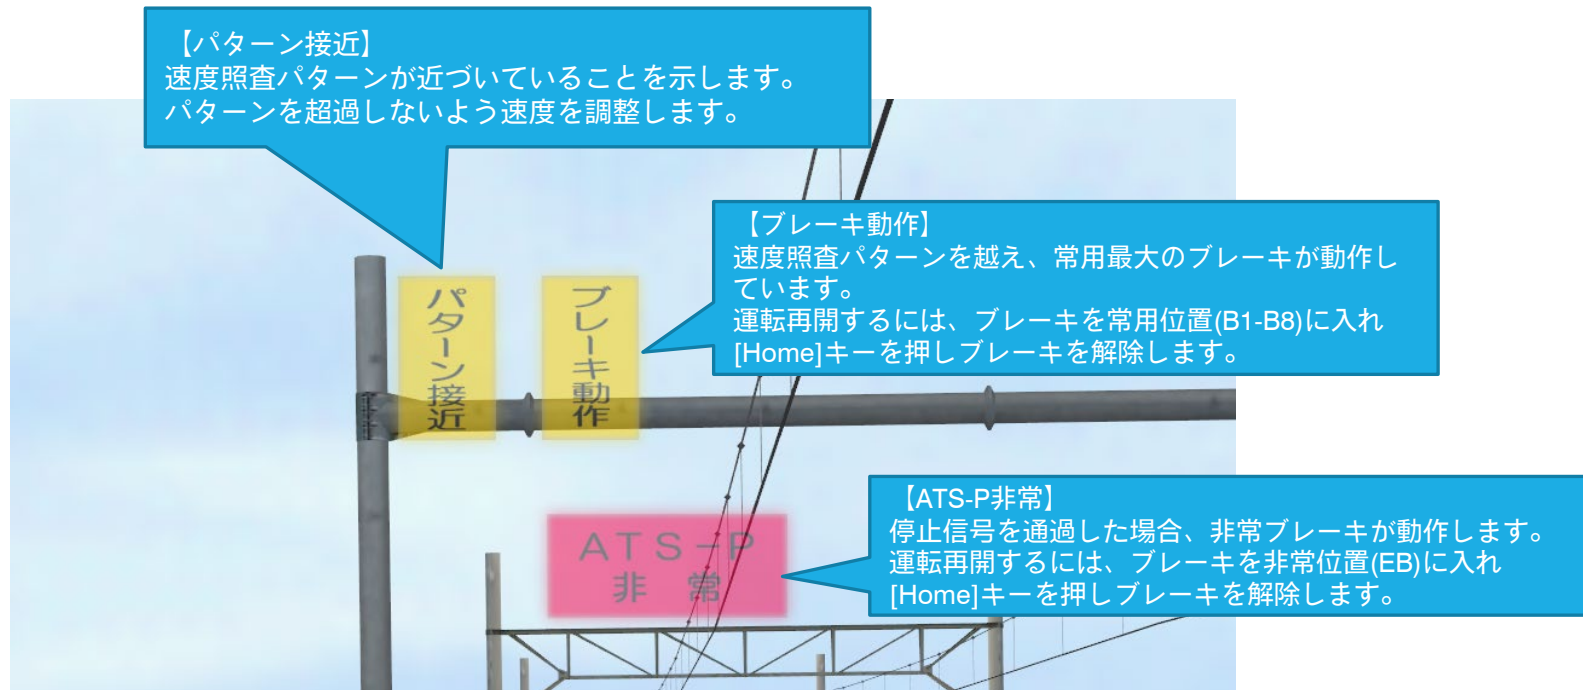 【パターン接近】
速度照査パターンが近づいていることを示します。
パターンを超過しないよう速度を調整します。
【ブレーキ動作】
速度照査パターンを越え、常用最大のブレーキが動作し
ています。
運転再開するには、ブレーキを常用位置(B1-B8)に入れ
[Home]キーを押しブレーキを解除します。
パターン接近
ブレーキ動作
【ATS-P非常】
停止信号を通過した場合、非常ブレーキが動作します。
運転再開するには、ブレーキを非常位置(EB)に入れ
[Home]キーを押しブレーキを解除します。
ATS-P
非常